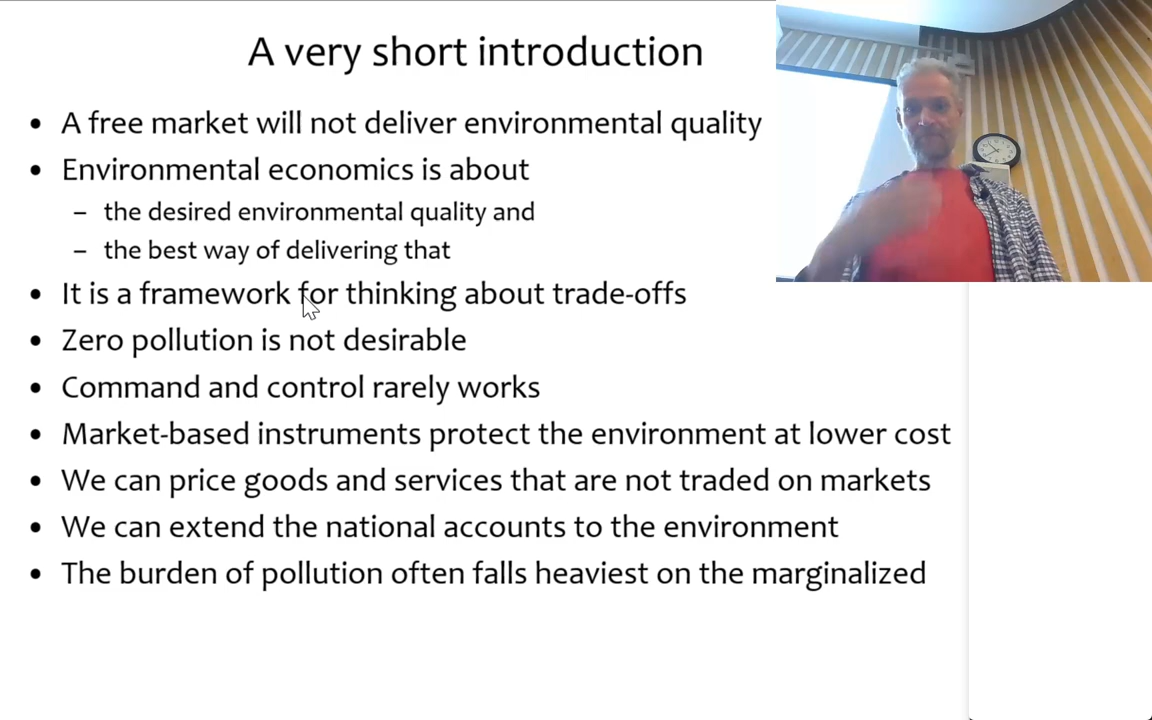 A very short introduction
• A free market will not deliver environmental quality
• Environmental economics is about
– the desired environmental quality and
– the best way of delivering that
• It is a framework for thinking about trade-offs
• Zero pollution is not desirable
• Command and control rarely works
• Market-based instruments protect the environment at lower cost
• We can price goods and services that are not traded on markets
• We can extend the national accounts to the environment
• The burden of pollution often falls heaviest on the marginalized